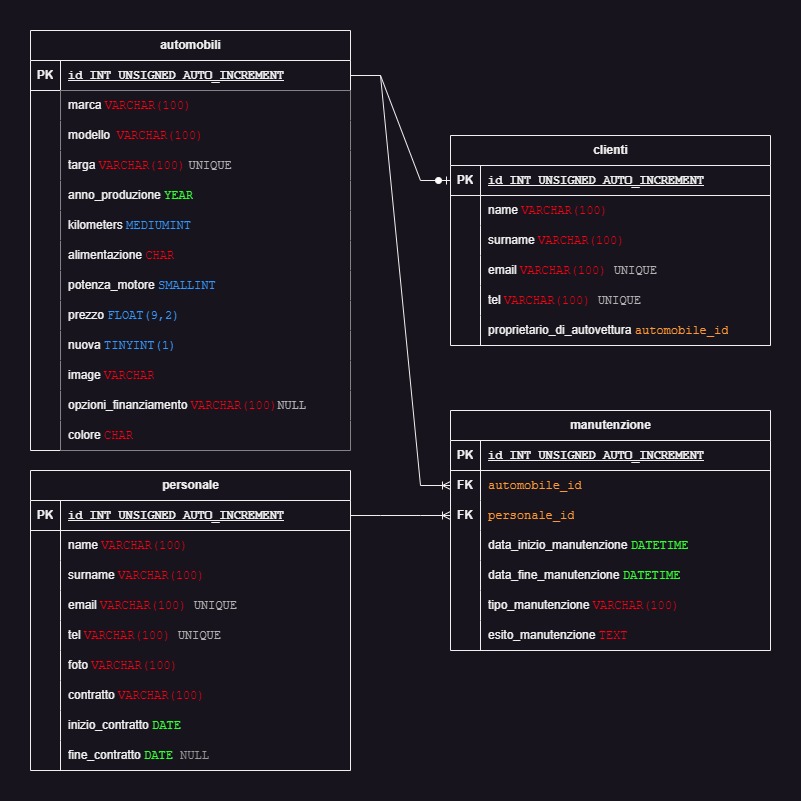 automobili
PK id INT UNSIGNED AUTO_INCREMENT
marca VARCHAR(100)
modello VARCHAR(100)
targa VARCHAR(100) UNIQUE
anno_produzione YEAR
kilometers MEDIUMINT
alimentazione CHAR
potenza_motore SMALLINT
prezzo FLOAT(9,2)
nuova TINYINT(1)
image VARCHAR
opzioni_finanziamento VARCHAR(100)NULL
colore CHAR
clienti
PK id INT UNSIGNED AUTO_INCREMENT
name VARCHAR(100)
surname VARCHAR(100)
email VARCHAR(100) UNIQUE
tel VARCHAR(100) UNIQUE
proprietario_di_autovettura automobile_id
personale
PK id INT UNSIGNED AUTO_INCREMENT
name VARCHAR(100)
surname VARCHAR(100)
email VARCHAR(100) UNIQUE
tel VARCHAR(100) UNIQUE
foto VARCHAR(100)
contratto VARCHAR(100)
inizio_contratto DATE
fine_contratto DATE NULL
manutenzione
PK id INT UNSIGNED AUTO_INCREMENT
FK automobile_id
FK personale_id
data_inizio_manutenzione DATETIME
data_fine_manutenzione DATETIME
tipo_manutenzione VARCHAR(100)
esito_manutenzione TEXT